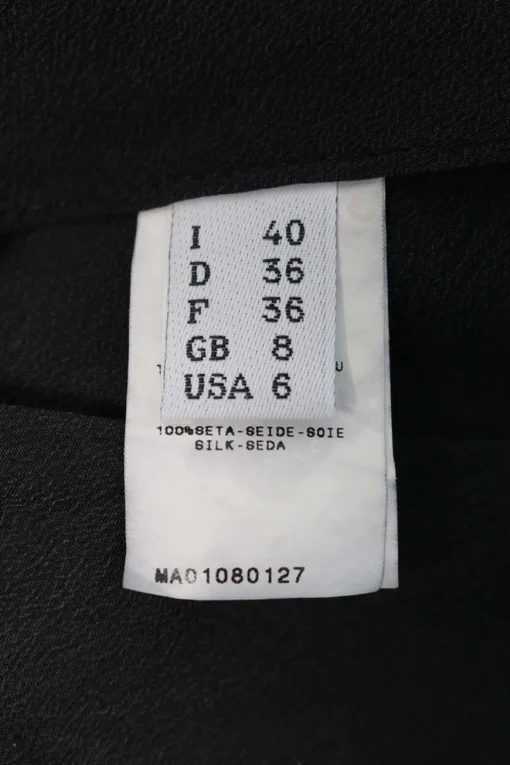 I 40
D 36
F 36
GB 8
USA 6
U
100%SETA-SEIDE-SOIE
SILK-SEDA
MA01080127